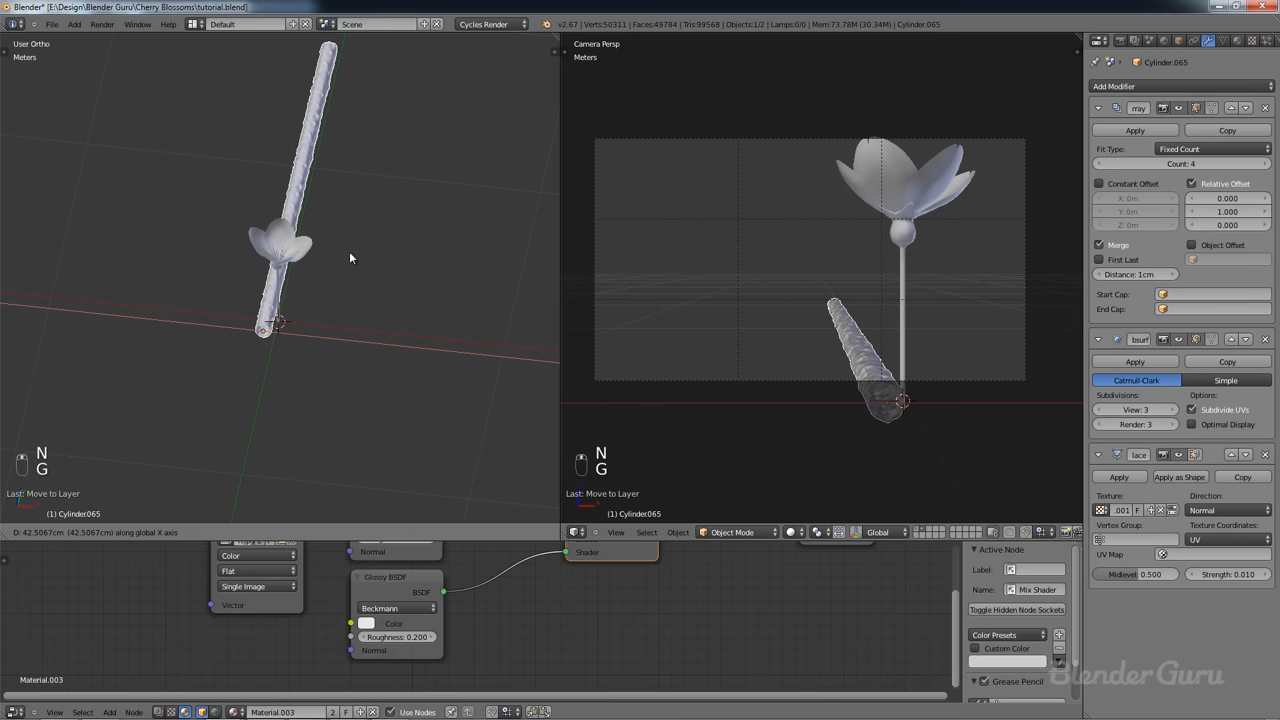 Blender* [E:\Design\Blender Guru\Cherry Blossoms\tutorial.blend]
File Add Render Window Help Default Scene Cycles Render v2.67 | Verts:50311 | Faces:49784 | Tris:99568 | Objects:1/2 | Lamps:0/0 | Mem:73.78M (30.34M) | Cylinder.065
User Ortho
Meters
N
G
Last: Move to Layer
(1) Cylinder.065
D: 42.5067cm (42.5067cm) along global X axis
Camera Persp
Meters
N
G
Last: Move to Layer
(1) Cylinder.065
View Select Object Object Mode Global
Cylinder.065
Add Modifier
rray
Apply Copy
Fit Type: Fixed Count
Count: 4
Constant Offset Relative Offset
X: 0m 0.000
Y: 0m 1.000
Z: 0m 0.000
Merge Object Offset
First Last
Distance: 1cm
Start Cap:
End Cap:
bsurf
Apply Copy
Catmull-Clark Simple
Subdivisions: Options:
View: 3 Subdivide UVs
Render: 3 Optimal Display
lace
Apply Apply as Shape Copy
Texture: Direction:
.001 F Normal
Vertex Group: Texture Coordinates:
UV
UV Map
Midlevel: 0.500 Strength: 0.010
Color
Flat
Single Image
Vector
Normal
Glossy BSDF
BSDF
Beckmann
Color
Roughness: 0.200
Normal
Shader
Material.003
Active Node
Label:
Name: Mix Shader
Toggle Hidden Node Sockets
Color Presets
Custom Color
Grease Pencil
BlenderGuru
View Select Add Node Material.003 2 F Use Nodes